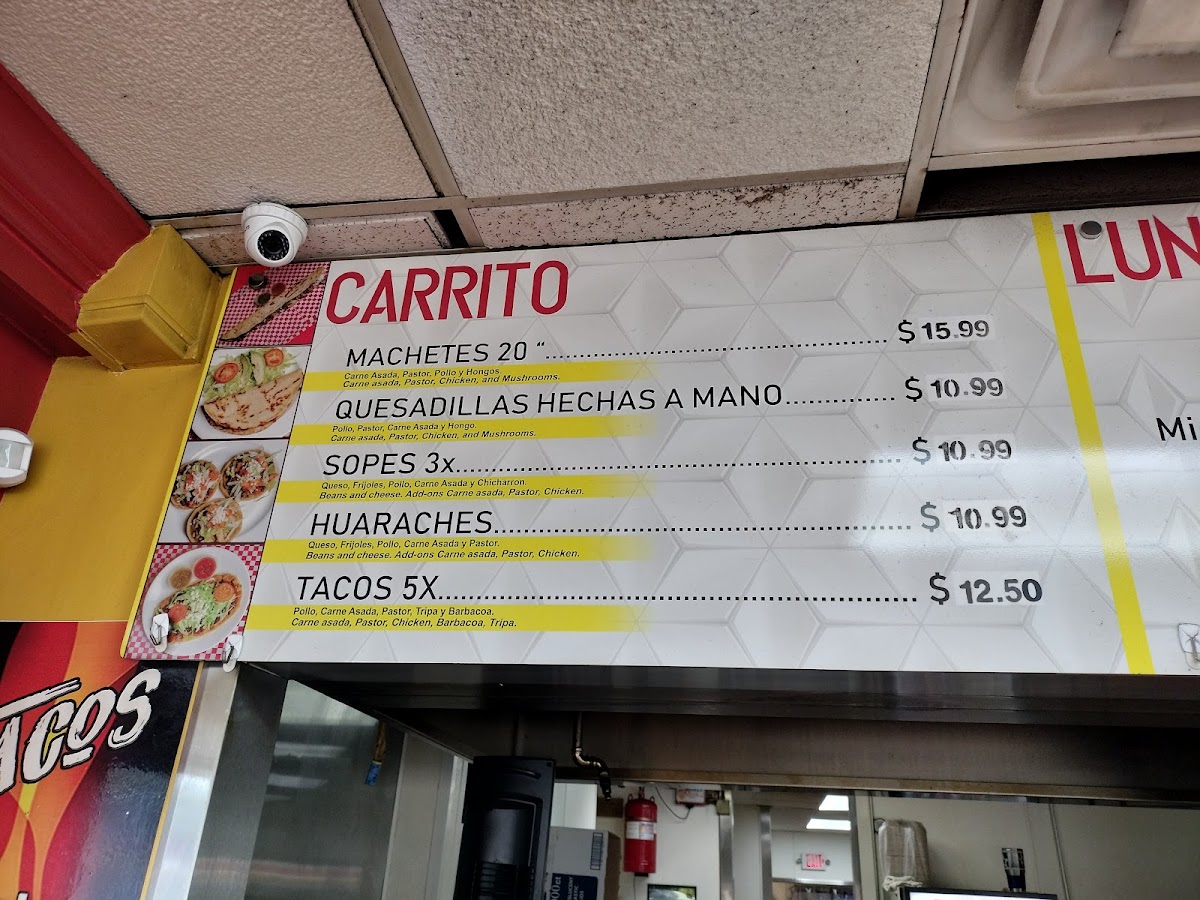 CARRITO
MACHETES 20 “ $ 15.99
Carne Asada, Pastor, Pollo y Hongos
Carne asada, Pastor, Chicken, and Mushrooms.
QUESADILLAS HECHAS A MANO $ 10.99
Pollo, Pastor, Carne Asada y Hongo.
Carne asada, Pastor, Chicken, and Mushrooms.
SOPES 3x $ 10.99
Queso, Frijoles, Pollo, Carne Asada y Chicharron.
Beans and cheese. Add-ons Carne asada, Pastor, Chicken.
HUARACHES $ 10.99
Queso, Frijoles, Pollo, Carne Asada y Pastor.
Beans and cheese. Add-ons Carne asada, Pastor, Chicken.
TACOS 5X $ 12.50
Pollo, Carne Asada, Pastor, Tripa y Barbacoa.
Carne asada, Pastor, Chicken, Barbacoa, Tripa.
LUN
Mi
ACOS
EXIT